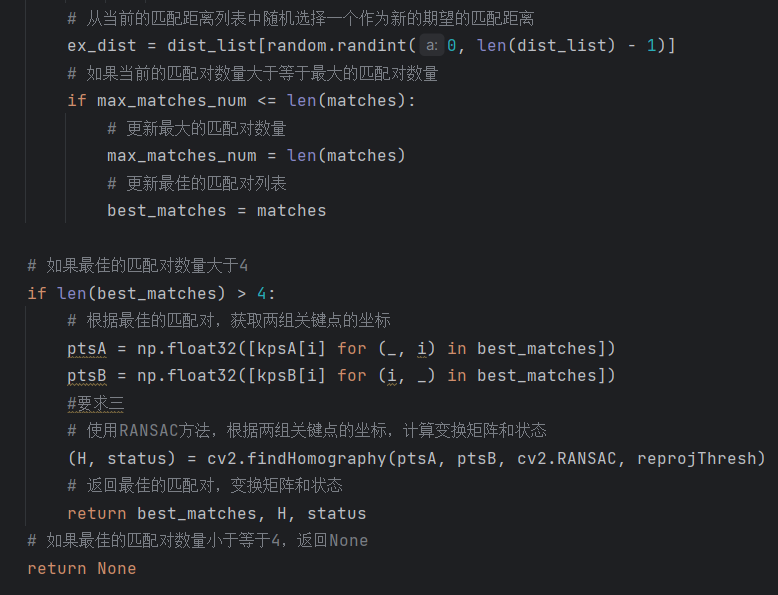 # 从当前的匹配距离列表中随机选择一个作为新的期望的匹配距离
ex_dist = dist_list[random.randint( a: 0, len(dist_list) - 1)]
# 如果当前的匹配对数量大于等于最大的匹配对数量
if max_matches_num <= len(matches):
# 更新最大的匹配对数量
max_matches_num = len(matches)
# 更新最佳的匹配对列表
best_matches = matches
# 如果最佳的匹配对数量大于4
if len(best_matches) > 4:
# 根据最佳的匹配对，获取两组关键点的坐标
ptsA = np.float32([kpsA[i] for (_, i) in best_matches])
ptsB = np.float32([kpsB[i] for (i, _) in best_matches])
#要求三
# 使用RANSAC方法，根据两组关键点的坐标，计算变换矩阵和状态
(H, status) = cv2.findHomography(ptsA, ptsB, cv2.RANSAC, reprojThresh)
# 返回最佳的匹配对，变换矩阵和状态
return best_matches, H, status
# 如果最佳的匹配对数量小于等于4，返回None
return None